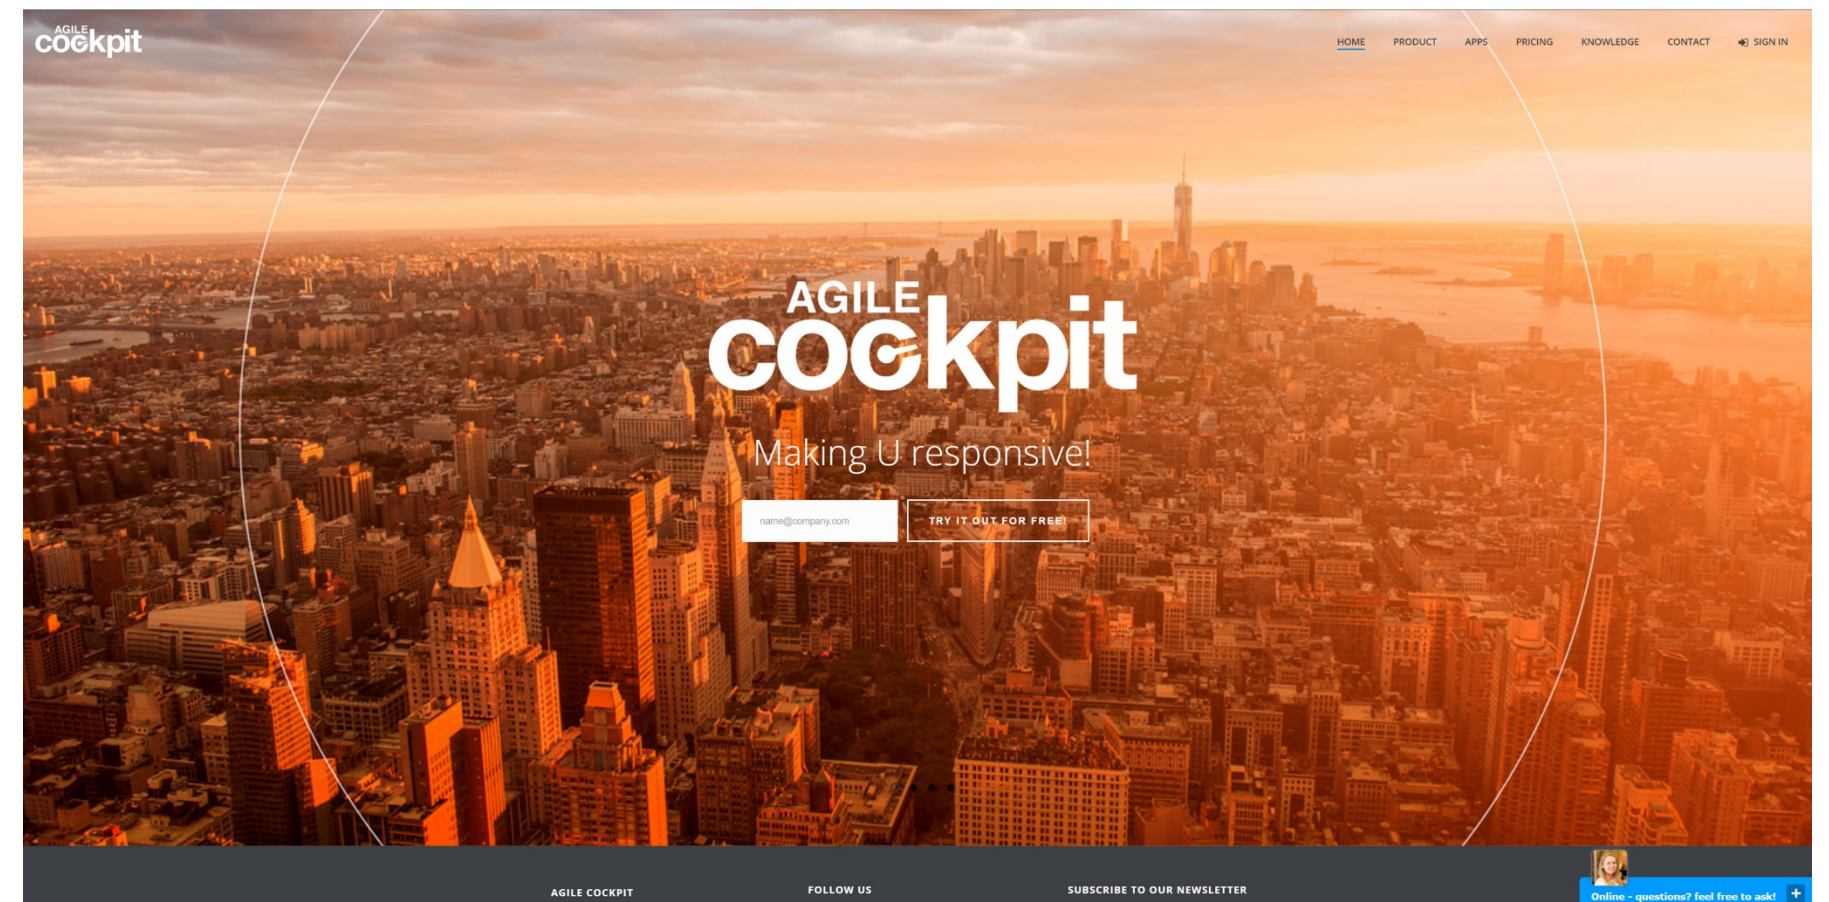 AGILE
cockpit
HOME PRODUCT APPS PRICING KNOWLEDGE CONTACT SIGN IN
AGILE
cockpit
Making U responsive!
name@company.com TRY IT OUT FOR FREE!
AGILE COCKPIT FOLLOW US SUBSCRIBE TO OUR NEWSLETTER
Online - questions? feel free to ask! +